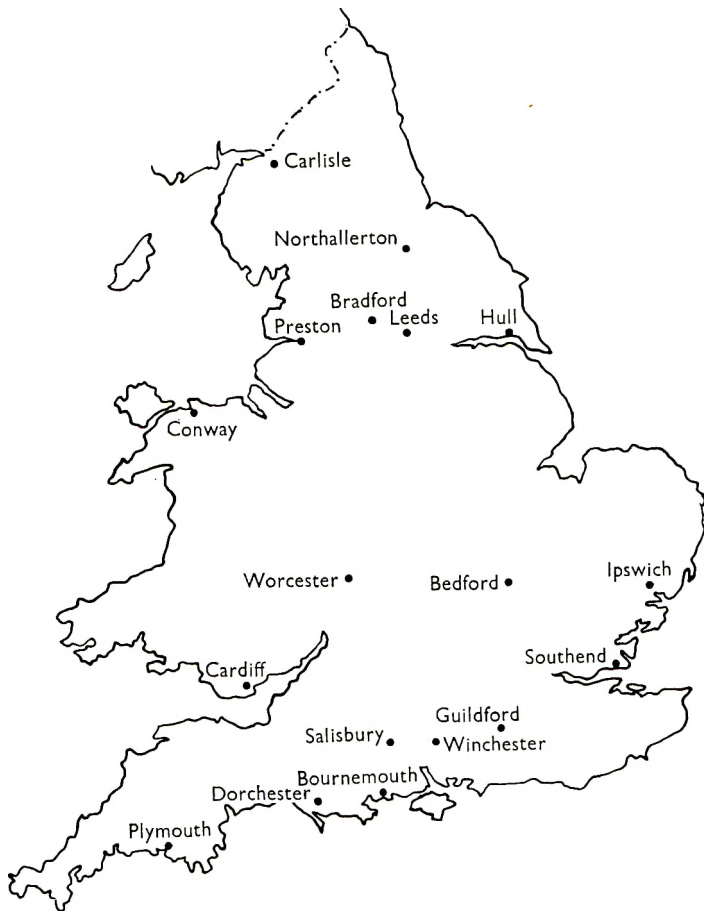 Carlisle
Northallerton
Bradford
Leeds
Hull
Preston
Conway
Worcester
Bedford
Ipswich
Southend
Cardiff
Guildford
Salisbury
Winchester
Bournemouth
Dorchester
Plymouth